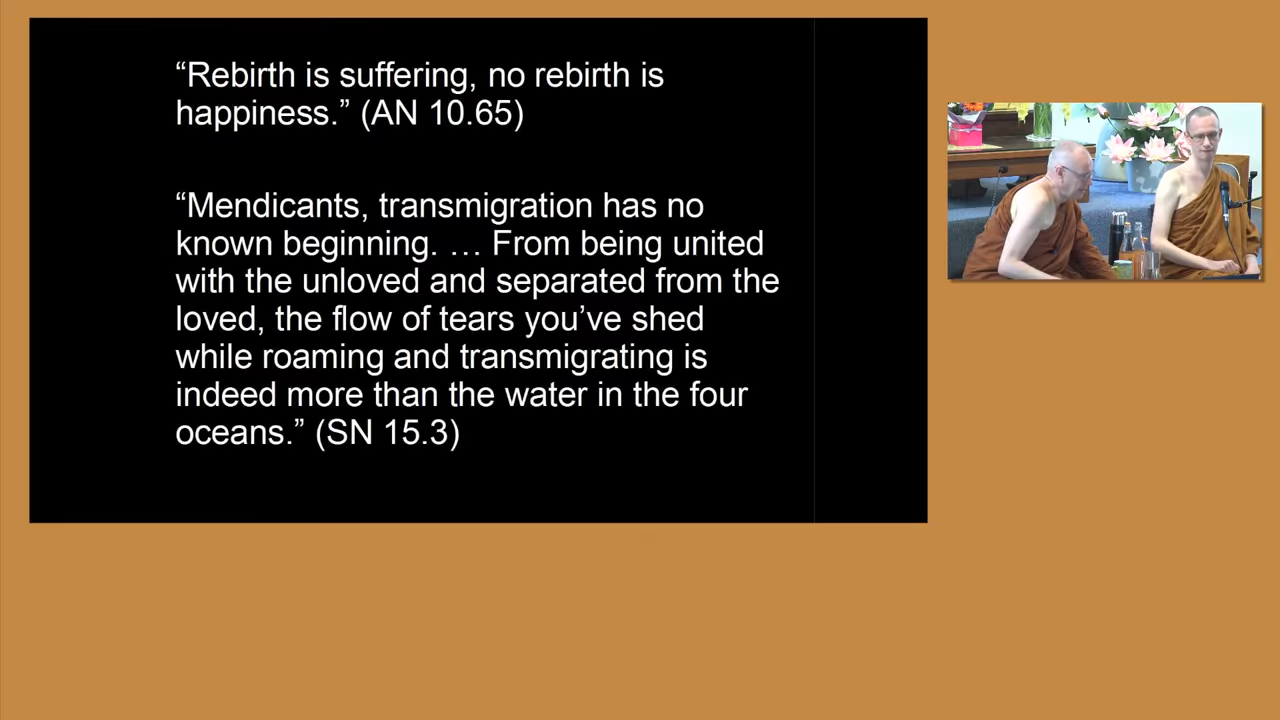 “Rebirth is suffering, no rebirth is
happiness.” (AN 10.65)
“Mendicants, transmigration has no
known beginning. … From being united
with the unloved and separated from the
loved, the flow of tears you’ve shed
while roaming and transmigrating is
indeed more than the water in the four
oceans.” (SN 15.3)